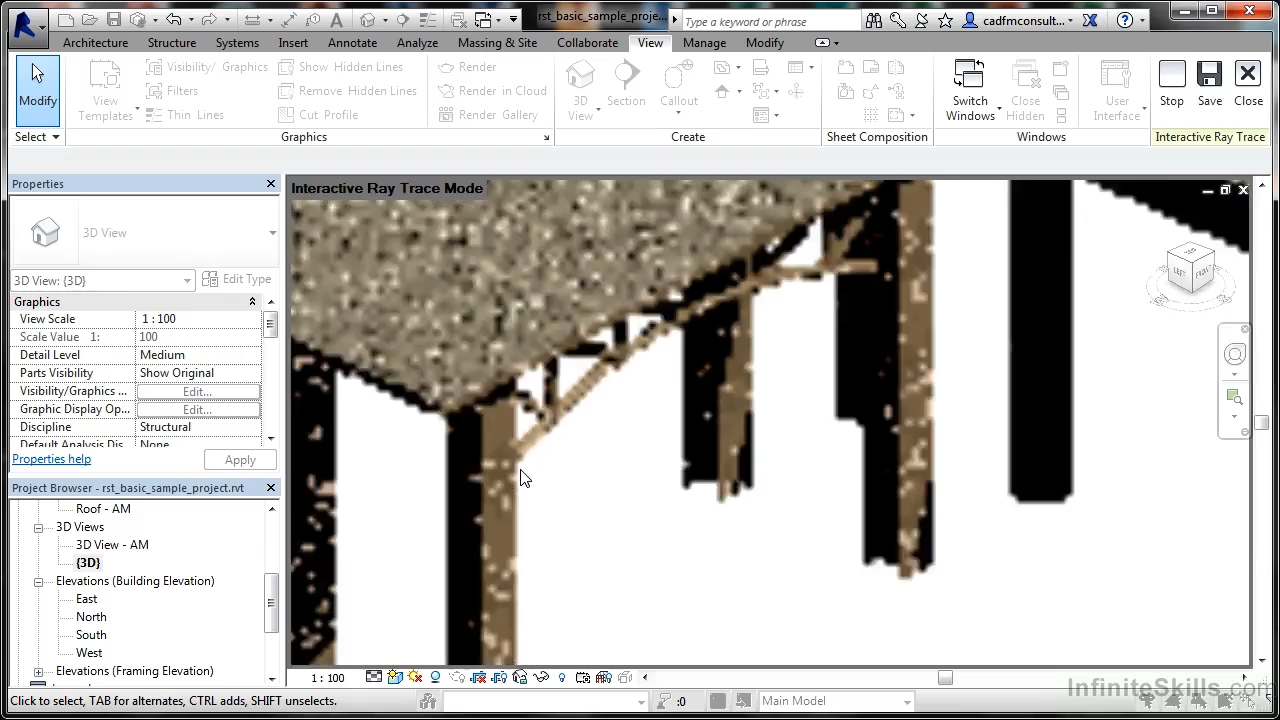 rst_basic_sample_proje...
Type a keyword or phrase
cadfmconsult...
Architecture Structure Systems Insert Annotate Analyze Massing & Site Collaborate View Manage Modify
Modify
View Templates
Visibility/ Graphics
Filters
Thin Lines
Show Hidden Lines
Remove Hidden Lines
Cut Profile
Render
Render in Cloud
Render Gallery
3D View
Section
Callout
Switch Windows
Close Hidden
User Interface
Stop Save Close
Select Graphics Create Sheet Composition Windows Interactive Ray Trace
Properties
3D View
3D View: {3D} Edit Type
Graphics
View Scale 1 : 100
Scale Value 1: 100
Detail Level Medium
Parts Visibility Show Original
Visibility/Graphics ... Edit...
Graphic Display Op... Edit...
Discipline Structural
Default Analysis Dis... None
Properties help Apply
Project Browser - rst_basic_sample_project.rvt
Roof - AM
3D Views
3D View - AM
{3D}
Elevations (Building Elevation)
East
North
South
West
Elevations (Framing Elevation)
Interactive Ray Trace Mode
TOP
LEFT
FRONT
1 : 100
Click to select, TAB for alternates, CTRL adds, SHIFT unselects.
:0
Main Model
InfiniteSkills.com